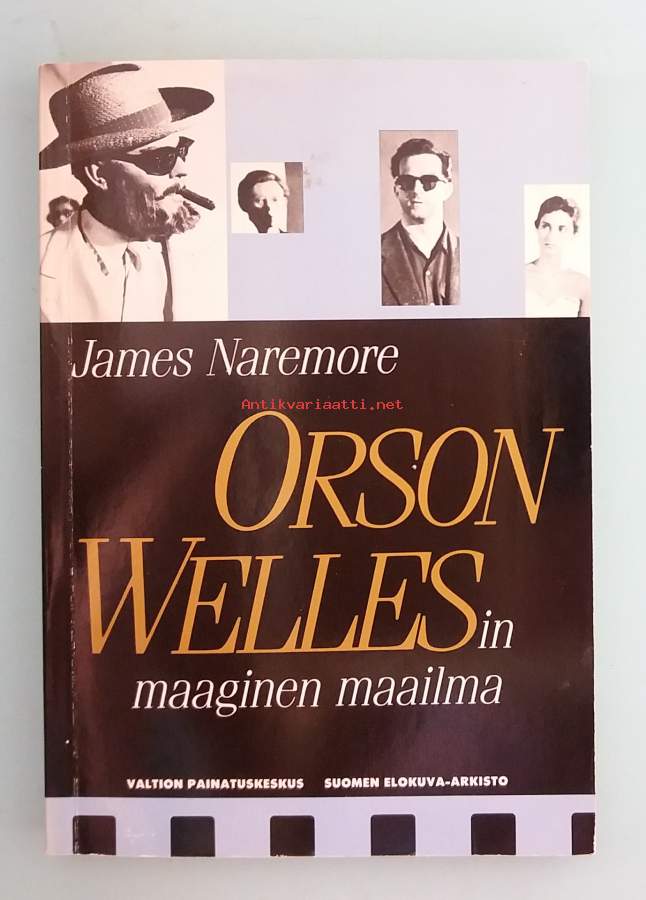 James Naremore
Antikvariaatti.net
ORSON
WELLESin
maaginen maailma
VALTION PAINATUSKESKUS SUOMEN ELOKUVA-ARKISTO